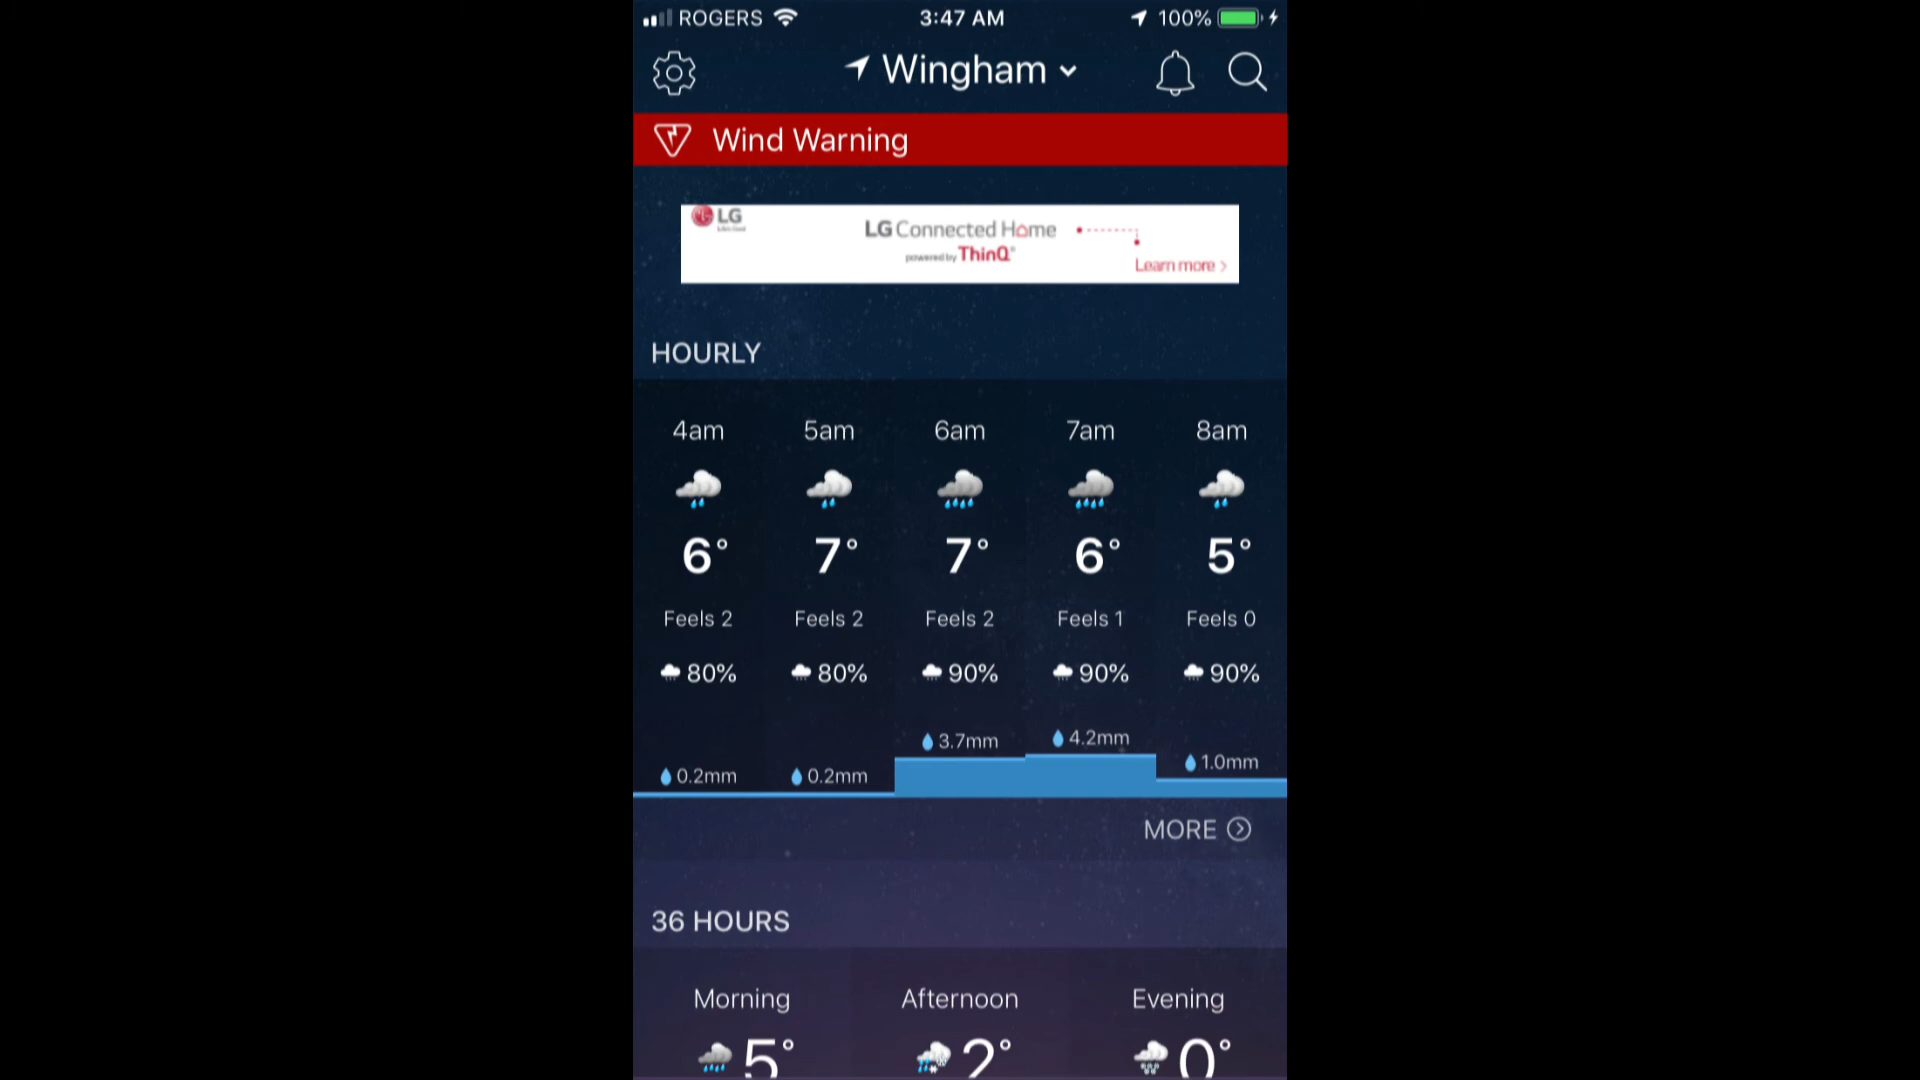 ROGERS 3:47 AM 100%
Wingham
Wind Warning
LG
LG Connected Home
powered by ThinQ
Learn more >
HOURLY
4am 5am 6am 7am 8am
6° 7° 7° 6° 5°
Feels 2 Feels 2 Feels 2 Feels 1 Feels 0
80% 80% 90% 90% 90%
0.2mm 0.2mm 3.7mm 4.2mm 1.0mm
MORE
36 HOURS
Morning Afternoon Evening
5° 2° 0°